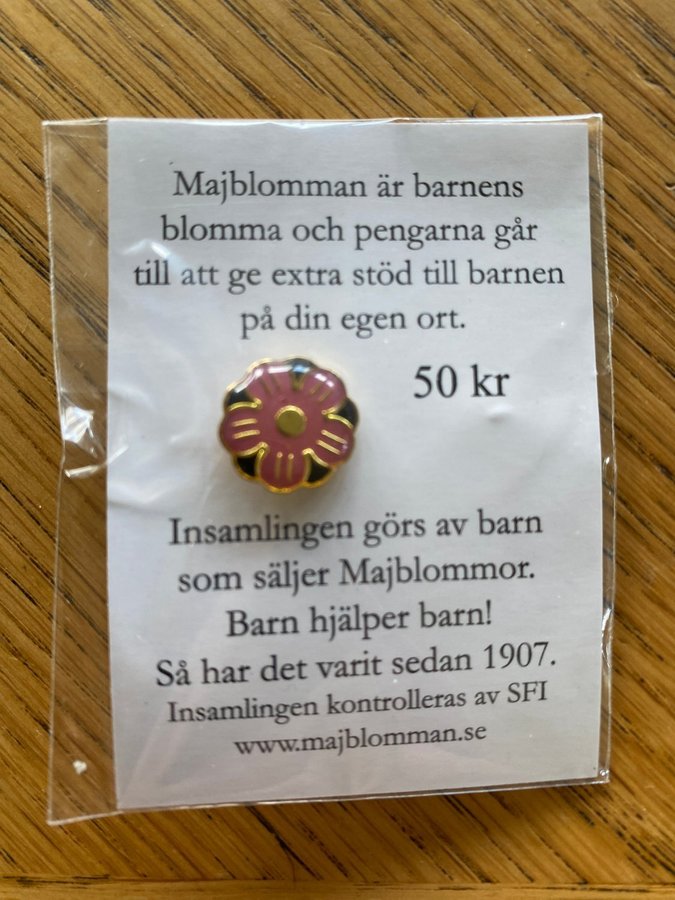 Majblomman är barnens
blomma och pengarna går
till att ge extra stöd till barnen
på din egen ort.
50 kr
Insamlingen görs av barn
som säljer Majblommor.
Barn hjälper barn!
Så har det varit sedan 1907.
Insamlingen kontrolleras av SFI
www.majblomman.se